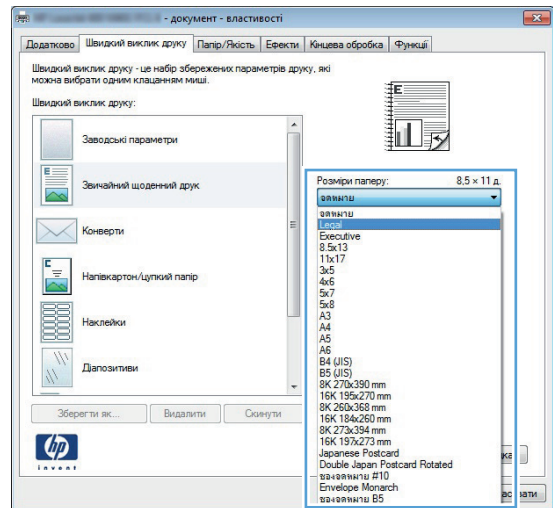 - документ - властивості
Додатково Швидкий виклик друку Папір/Якість Ефекти Кінцева обробка Функції
Швидкий виклик друку - це набір збережених параметрів друку, які
можна вибрати одним клацанням миші.
Швидкий виклик друку:
Заводські параметри
Звичайний щоденний друк
Конверти
Напівкартон/цупкий папір
Наклейки
Діапозитиви
Зберегти як... Видалити Скинути
hp
invent
E
Розміри паперу: 8,5 × 11 д.
จดหมาย
จดหมาย
Legal
Executive
8.5x13
11x17
3x5
4x6
5x7
5x8
A3
A4
A5
A6
B4 (JIS)
B5 (JIS)
8K 270x390 mm
16K 195x270 mm
8K 260x368 mm
16K 184x260 mm
8K 273x394 mm
16K 197x273 mm
Japanese Postcard
Double Japan Postcard Rotated
ซองจดหมาย #10
Envelope Monarch
ซองจดหมาย B5